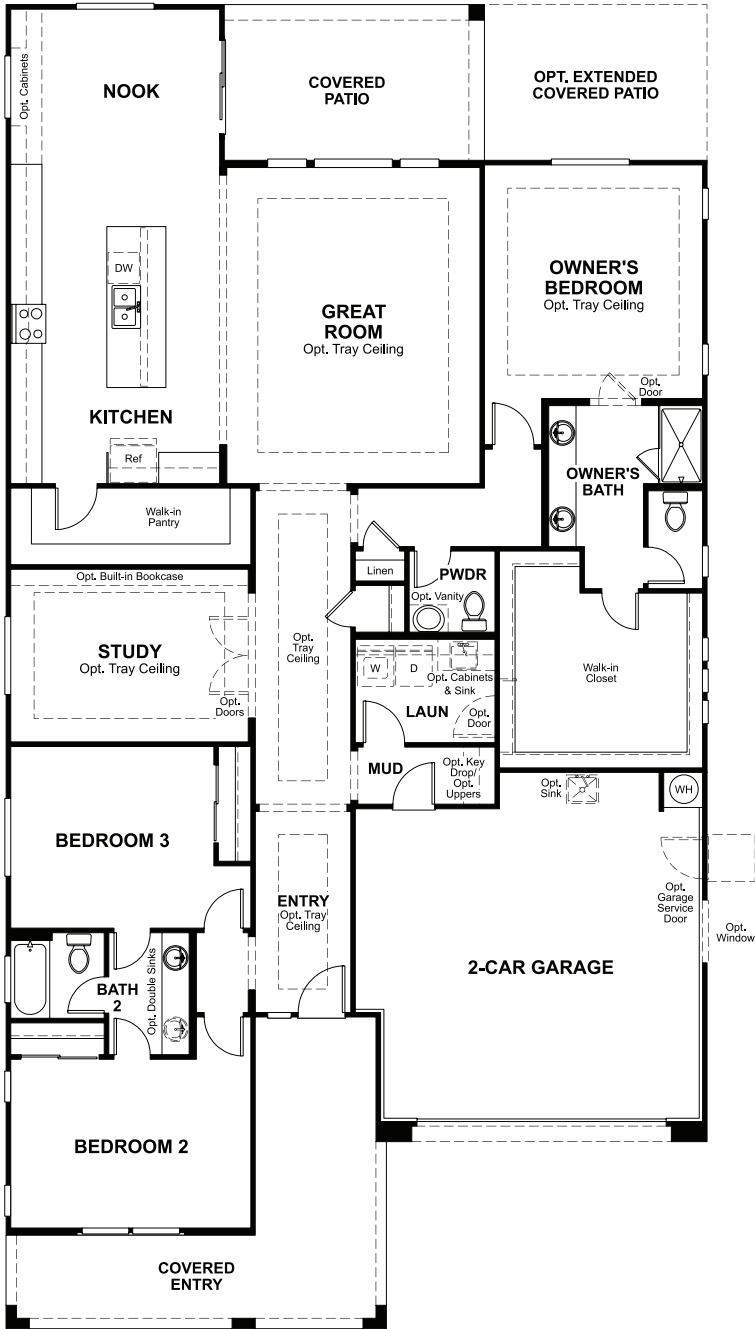 Opt. Cabinets
NOOK
COVERED
PATIO
OPT. EXTENDED
COVERED PATIO
DW
GREAT
ROOM
Opt. Tray Ceiling
OWNER'S
BEDROOM
Opt. Tray Ceiling
Opt.
Door
KITCHEN
Ref
OWNER'S
BATH
Walk-in
Pantry
Linen
PWDR
Opt. Vanity
Opt. Built-in Bookcase
STUDY
Opt. Tray Ceiling
Opt.
Doors
Opt.
Tray
Ceiling
W
D
Opt. Cabinets
& Sink
LAUN
Opt.
Door
Walk-in
Closet
MUD
Opt. Key
Drop/
Opt.
Uppers
Opt.
Sink
WH
BEDROOM 3
ENTRY
Opt. Tray
Ceiling
Opt.
Garage
Service
Door
Opt.
Window
2-CAR GARAGE
BATH
2
Opt. Double Sinks
BEDROOM 2
COVERED
ENTRY